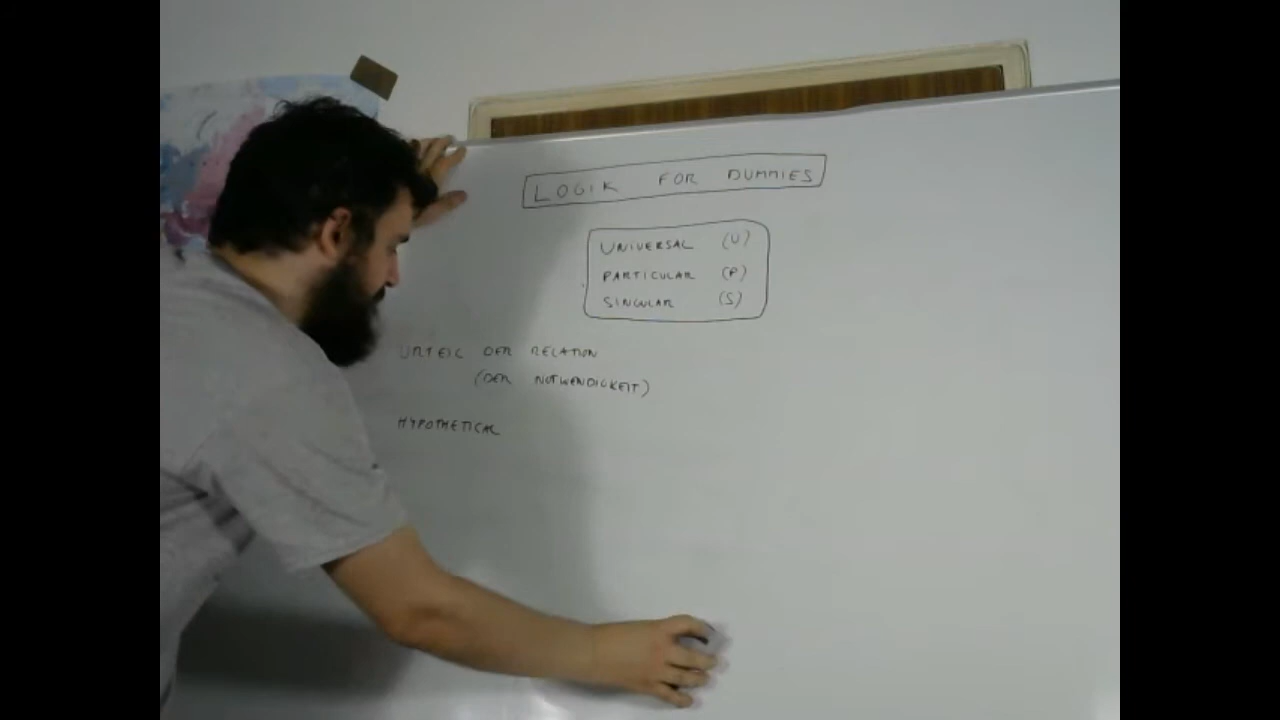 LOGIK FOR DUMMIES
UNIVERSAL (U)
PARTICULAR (P)
SINGULAR (S)
URTEIL DER RELATION
(DER NOTWENDIGKEIT)
HYPOTHETICAL